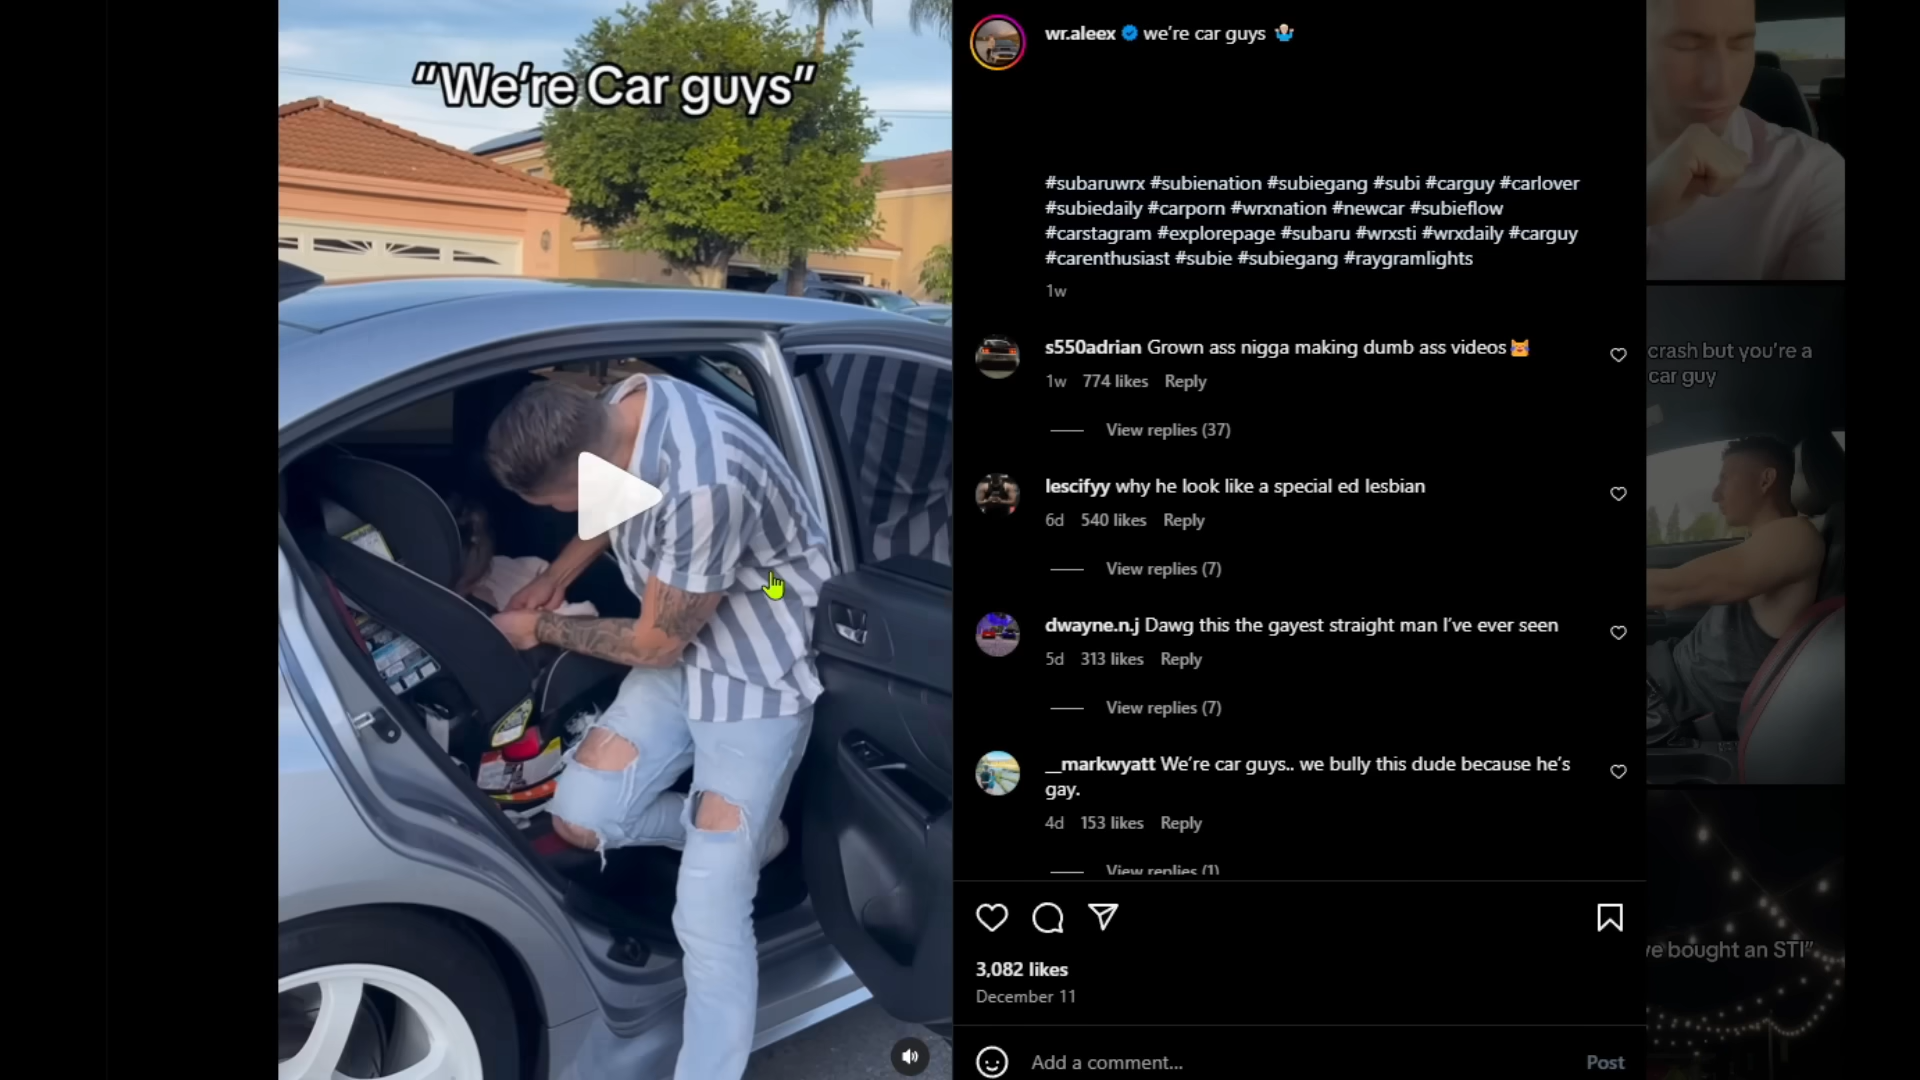 "We're Car guys"
wr.aleex we're car guys 🤷🏻‍♂️
#subaruwrx #subienation #subiegang #subi #carguy #carlover
#subiedaily #carporn #wrxnation #newcar #subieflow
#carstagram #explorepage #subaru #wrxsti #wrxdaily #carguy
#carenthusiast #subie #subiegang #raygramlights
1w
s550adrian Grown ass nigga making dumb ass videos 😹
1w 774 likes Reply
View replies (37)
lescifyy why he look like a special ed lesbian
6d 540 likes Reply
View replies (7)
dwayne.n.j Dawg this the gayest straight man I've ever seen
5d 313 likes Reply
View replies (7)
__markwyatt We're car guys.. we bully this dude because he's
gay.
4d 153 likes Reply
View replies (1)
3,082 likes
December 11
Add a comment...
Post
crash but you're a
car guy
ve bought an STI"